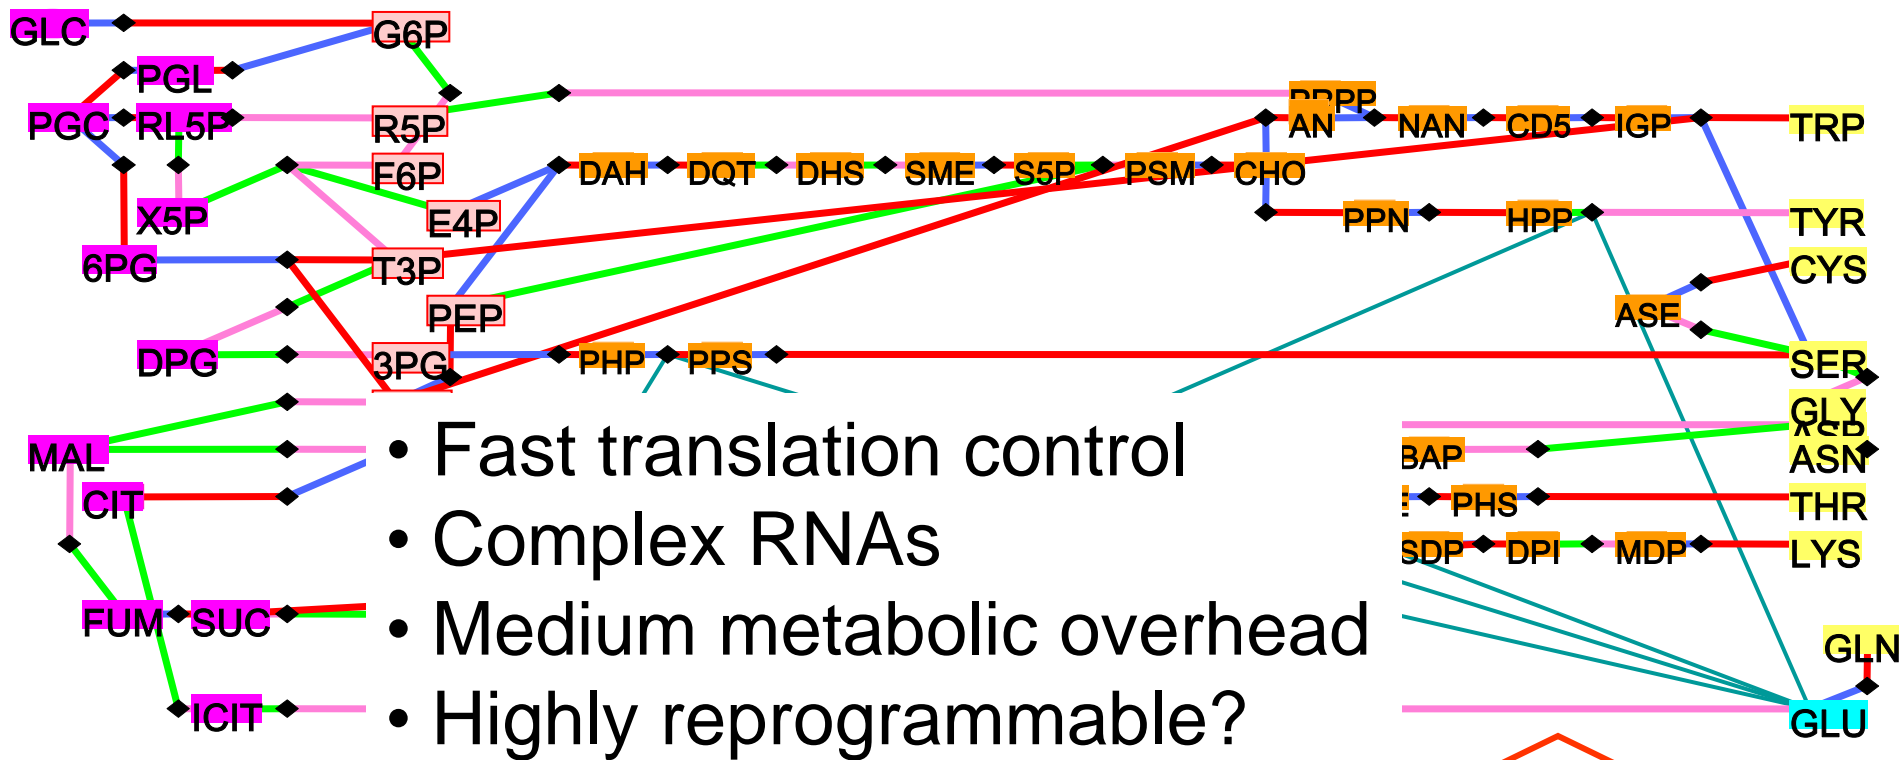 GLC
G6P
PGL
PRPP
PGC
RL5P
R5P
AN
NAN
CD5
IGP
TRP
F6P
DAH
DQT
DHS
SME
S5P
PSM
CHO
X5P
E4P
PPN
HPP
TYR
6PG
T3P
CYS
PEP
ASE
DPG
3PG
PHP
PPS
SER
GLY
ASP
MAL
• Fast translation control
BAP
ASN
CIT
PHS
THR
• Complex RNAs
SDP
DPI
MDP
LYS
FUM
SUC
• Medium metabolic overhead
GLN
ICIT
• Highly reprogrammable?
GLU